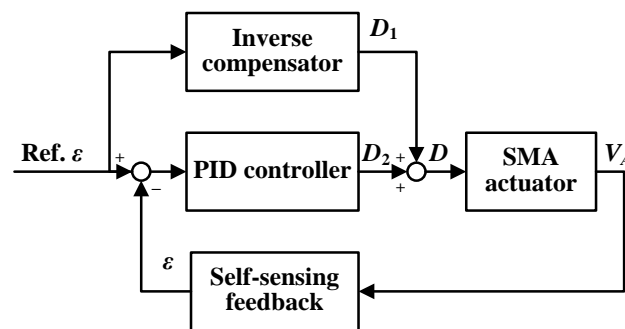 Inverse
compensator
D₁
Ref. ε
+
−
PID controller
D₂
+
+
D
SMA
actuator
ε
Self-sensing
feedback